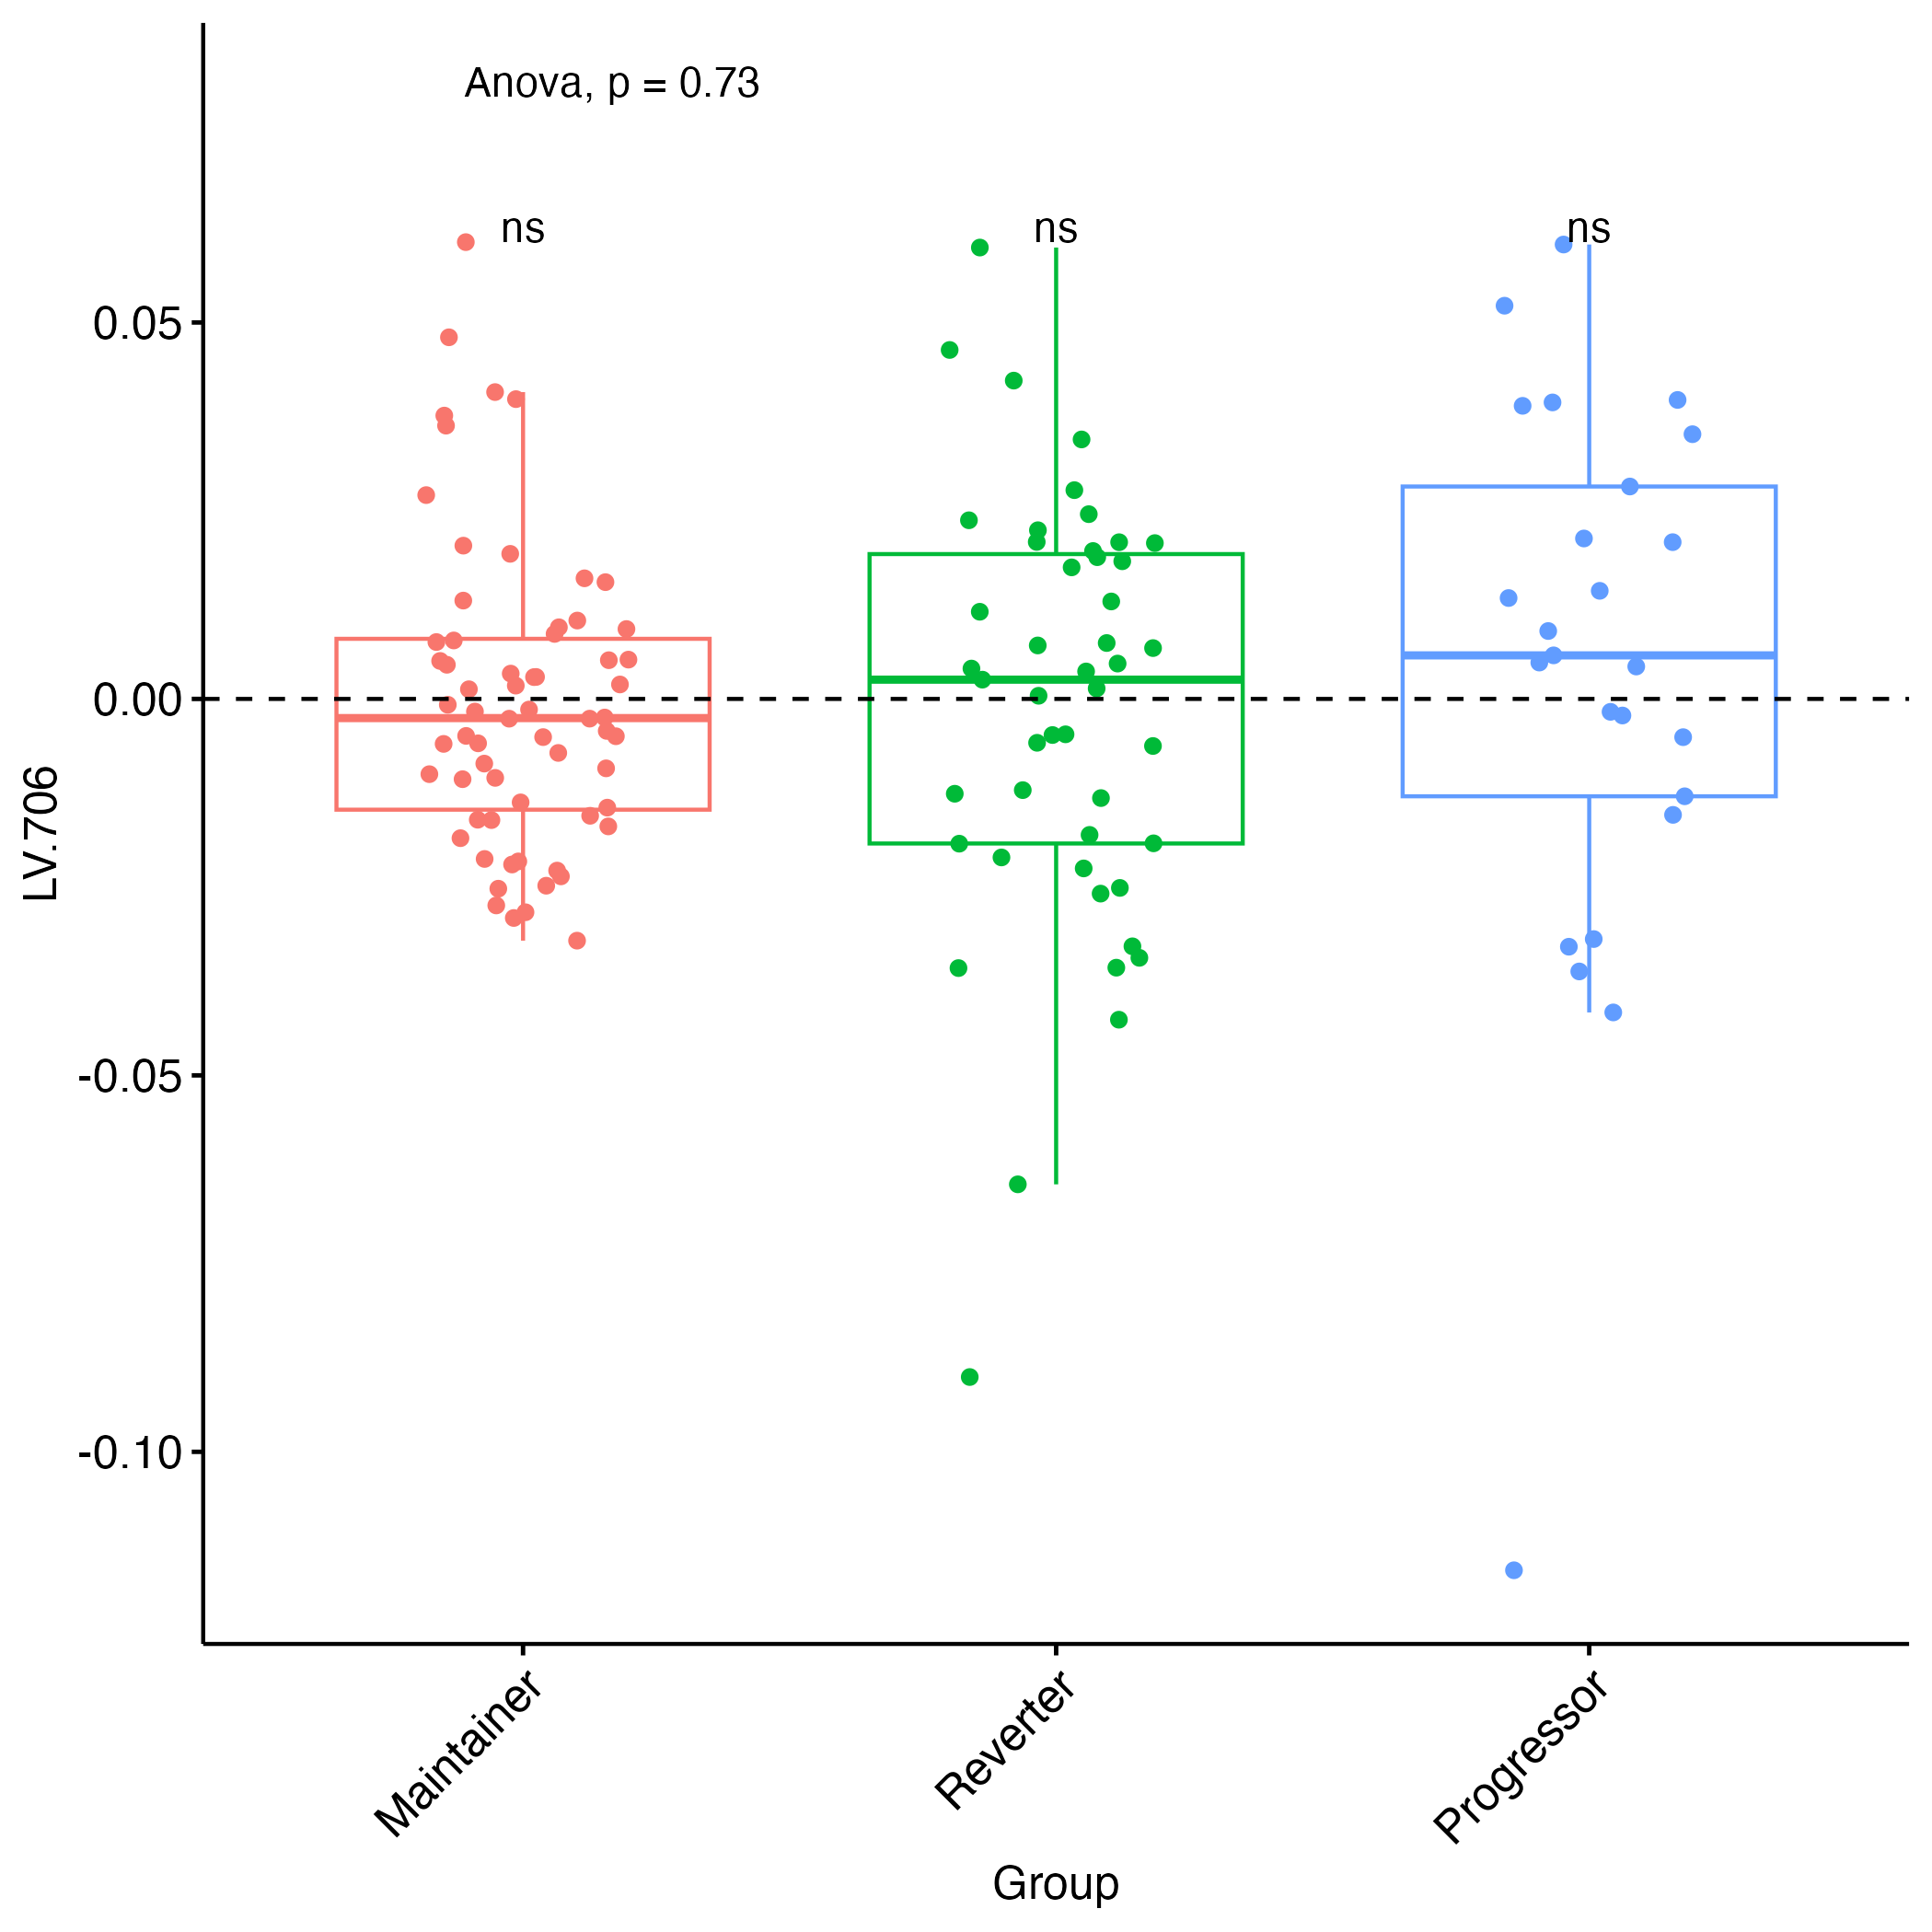 Anova, p = 0.73
ns
ns
ns
0.05
0.00
-0.05
-0.10
LV.706
Maintainer
Reverter
Progressor
Group